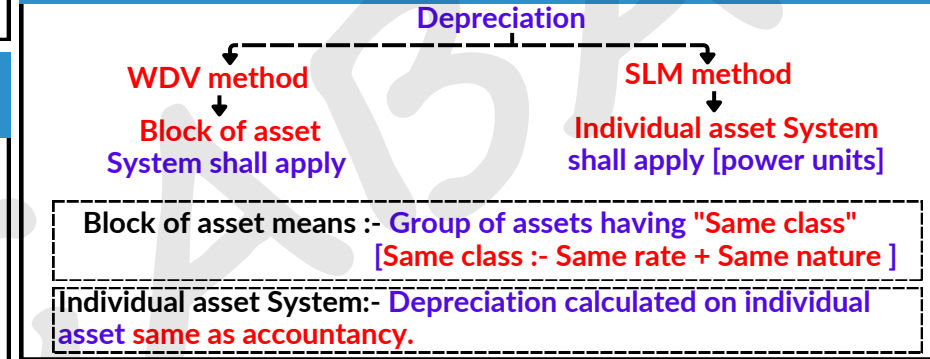 Depreciation
WDV method
SLM method
Block of asset
System shall apply
Individual asset System
shall apply [power units]
Block of asset means :- Group of assets having "Same class"
[Same class :- Same rate + Same nature ]
Individual asset System:- Depreciation calculated on individual
asset same as accountancy.